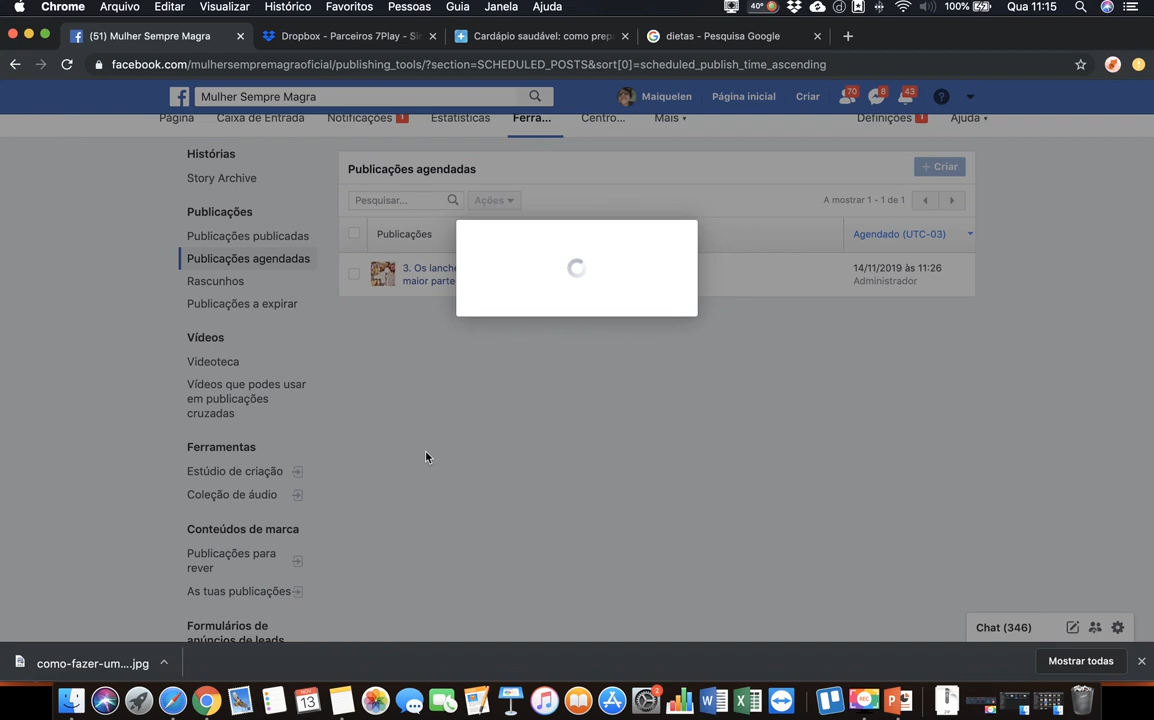 Chrome Arquivo Editar Visualizar Histórico Favoritos Pessoas Guia Janela Ajuda 40° 100% Qua 11:15
(51) Mulher Sempre Magra Dropbox - Parceiros 7Play - Si Cardápio saudável: como prep dietas - Pesquisa Google
facebook.com/mulhersempremagraoficial/publishing_tools/?section=SCHEDULED_POSTS&sort[0]=scheduled_publish_time_ascending
Mulher Sempre Magra Maiquelen Página inicial Criar 70 8 43
Página Caixa de Entrada Notificações 1 Estatísticas Ferra... Centro... Mais Definições 1 Ajuda
Histórias
Story Archive
Publicações
Publicações publicadas
Publicações agendadas
Rascunhos
Publicações a expirar
Vídeos
Videoteca
Vídeos que podes usar
em publicações
cruzadas
Ferramentas
Estúdio de criação
Coleção de áudio
Conteúdos de marca
Publicações para
rever
As tuas publicações
Formulários de
anúncios de leads
Publicações agendadas + Criar
Pesquisar... Ações A mostrar 1 - 1 de 1
Publicações Agendado (UTC-03)
3. Os lanche 14/11/2019 às 11:26
maior parte Administrador
Chat (346)
como-fazer-um....jpg Mostrar todas
NOV
13
2
REC